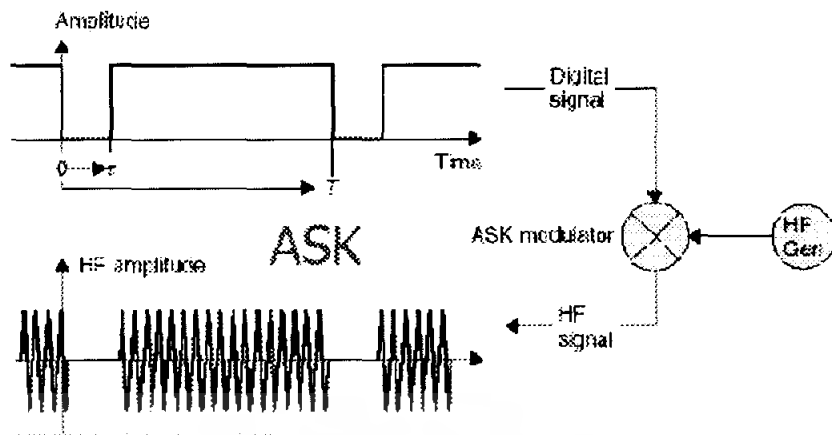 Amplitude
Digital
signal
0
τ
T
Time
ASK
ASK modulator
HF
Gen
HF amplitude
HF
signal